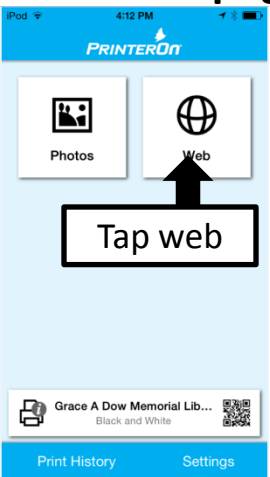 iPod 4:12 PM
PRINTERON
Photos Web
Tap web
Grace A Dow Memorial Lib...
Black and White
Print History Settings